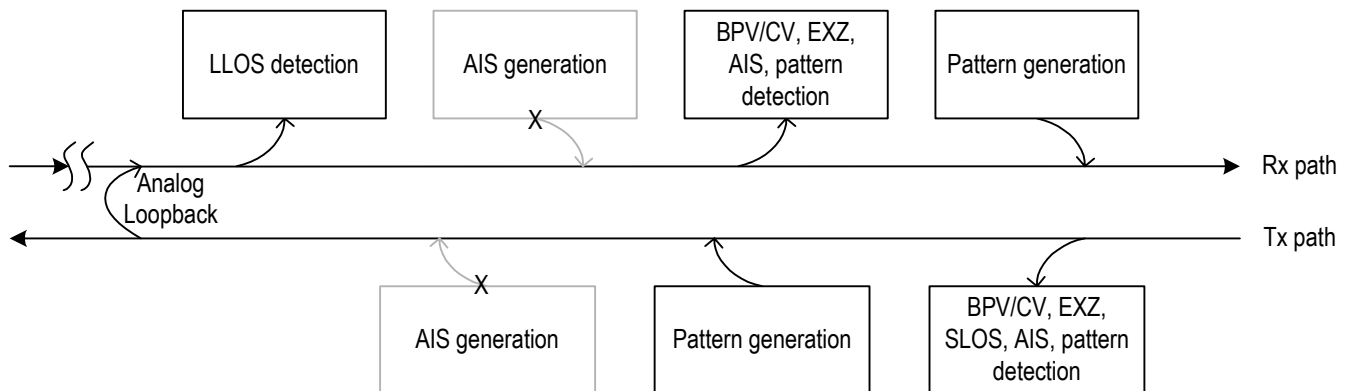 LLOS detection
AIS generation
BPV/CV, EXZ,
AIS, pattern
detection
Pattern generation
X
Rx path
Analog
Loopback
Tx path
X
AIS generation
Pattern generation
BPV/CV, EXZ,
SLOS, AIS, pattern
detection